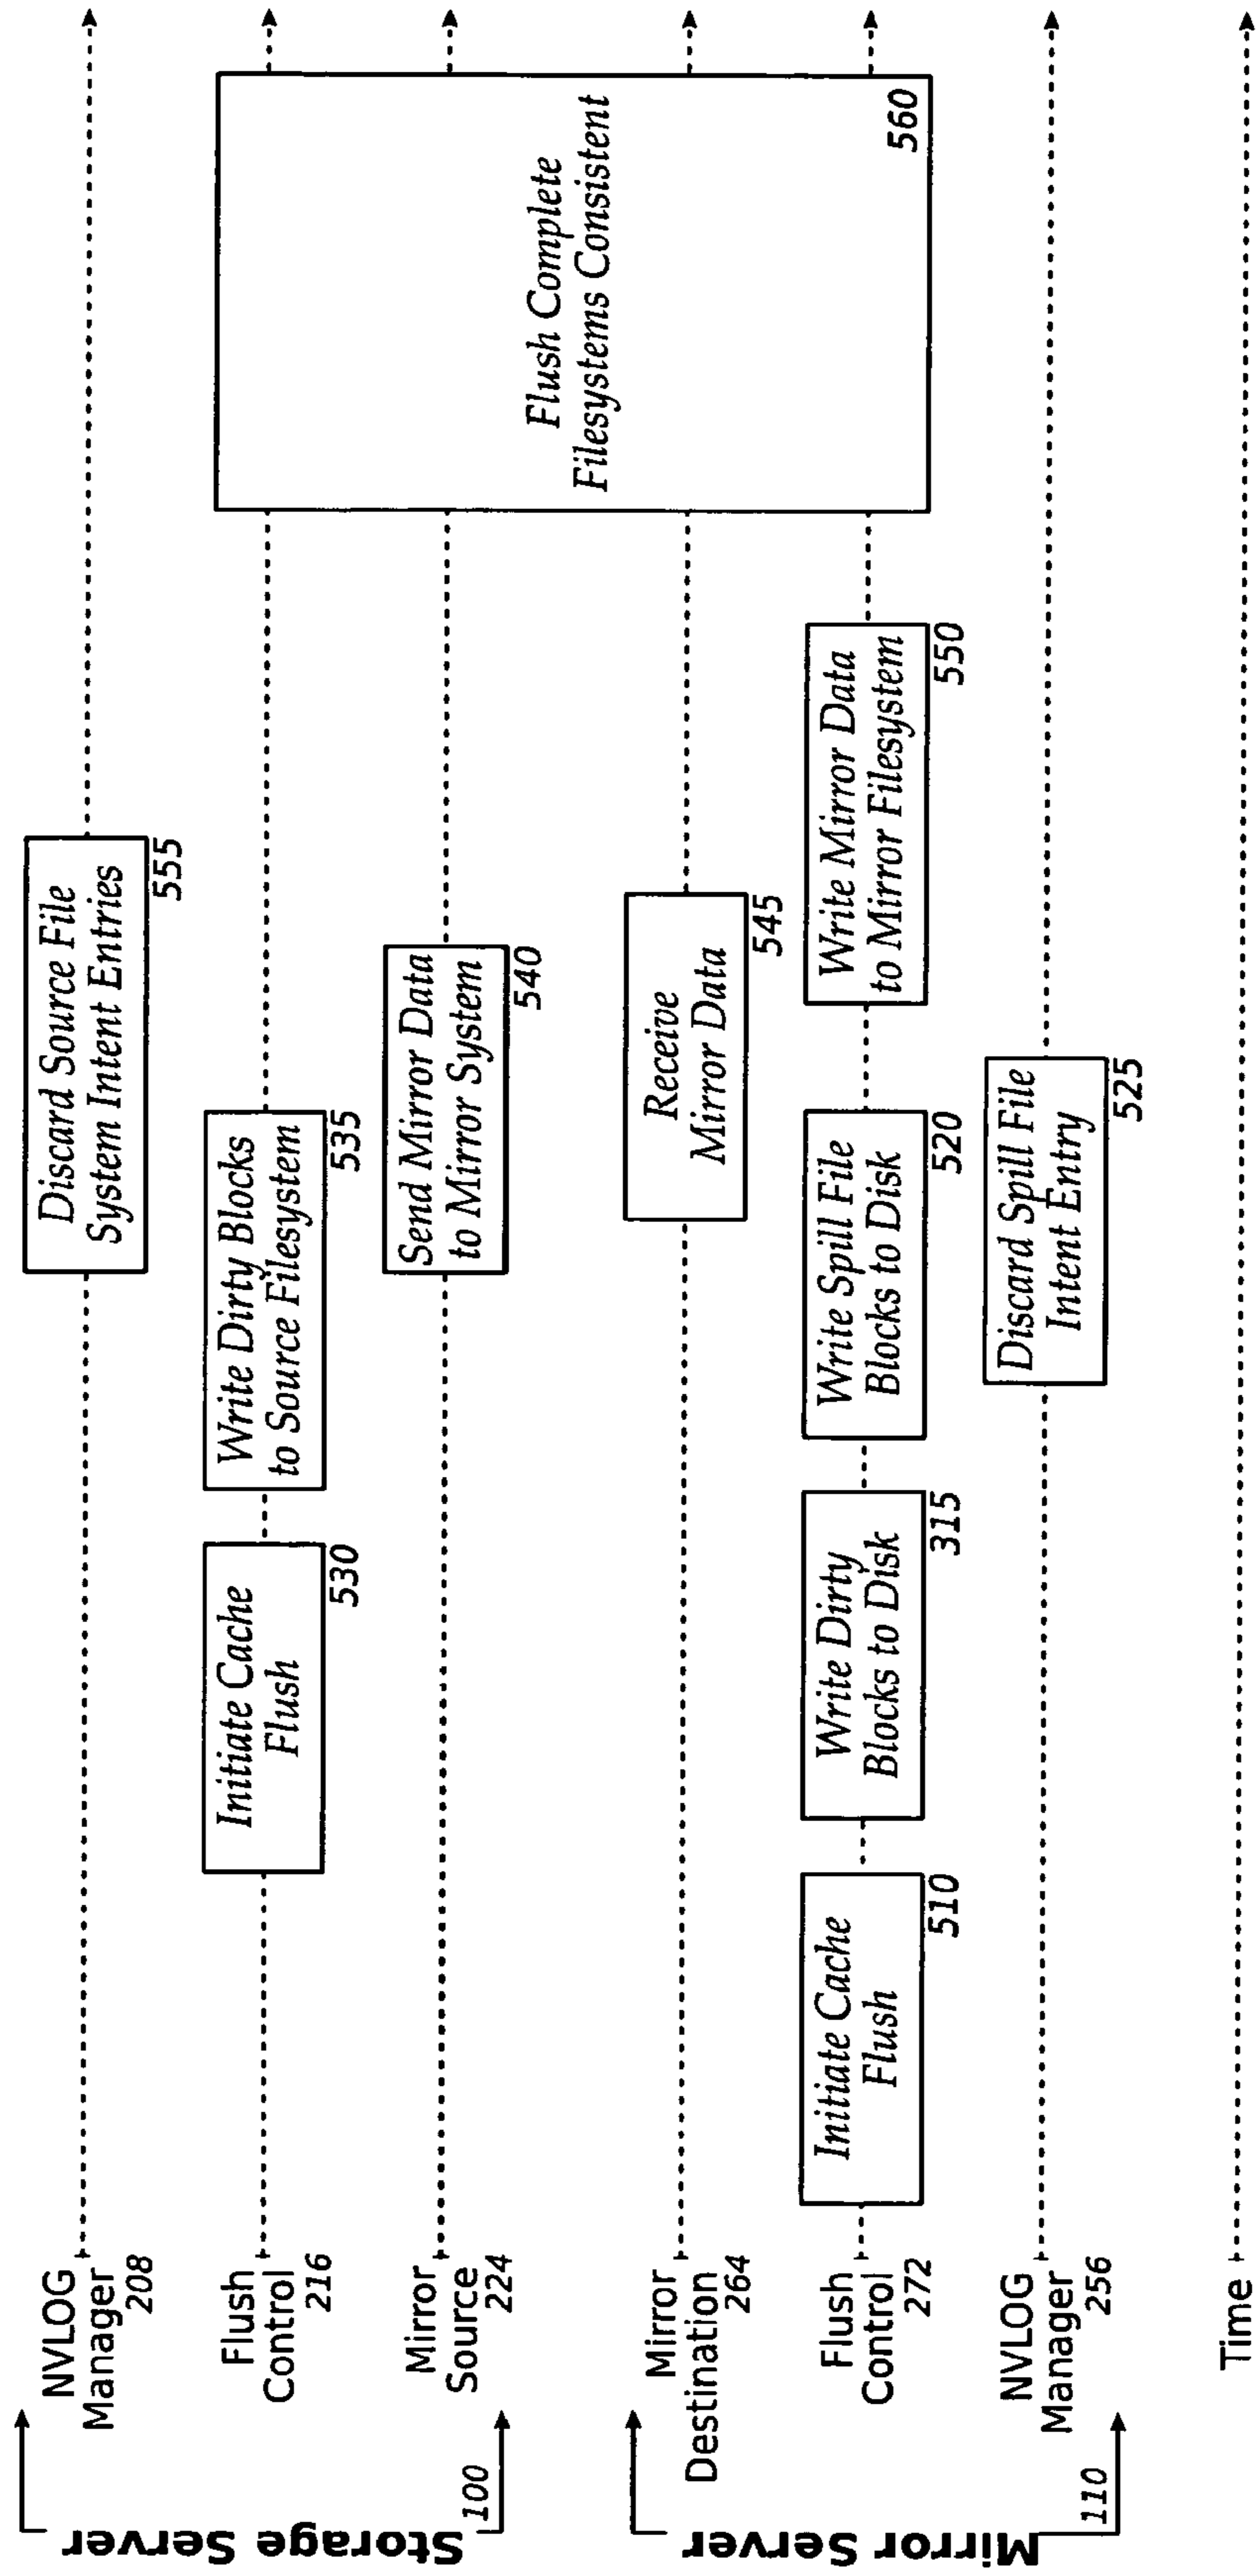 Storage Server
100
NVLOG
Manager
208
Discard Source File
System Intent Entries
555
Flush
Control
216
Initiate Cache
Flush
530
Write Dirty Blocks
to Source Filesystem
535
Mirror
Source
224
Send Mirror Data
to Mirror System
540
Flush Complete
Filesystems Consistent
560
Mirror Server
110
Mirror
Destination
264
Receive
Mirror Data
545
Flush
Control
272
Initiate Cache
Flush
510
Write Dirty
Blocks to Disk
315
Write Spill File
Blocks to Disk
520
Write Mirror Data
to Mirror Filesystem
550
NVLOG
Manager
256
Discard Spill File
Intent Entry
525
Time